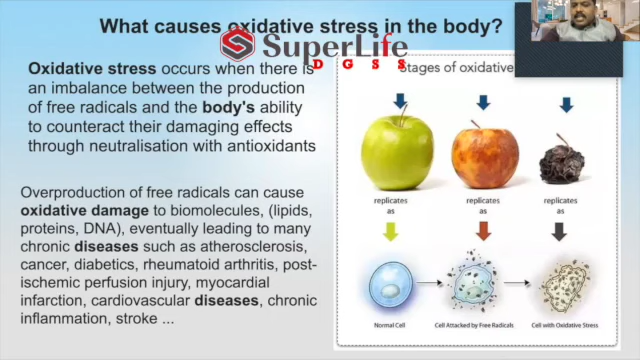 What causes oxidative stress in the body?
SuperLife
D G S S
Oxidative stress occurs when there is
an imbalance between the production
of free radicals and the body's ability
to counteract their damaging effects
through neutralisation with antioxidants
Overproduction of free radicals can cause
oxidative damage to biomolecules, (lipids,
proteins, DNA), eventually leading to many
chronic diseases such as atherosclerosis,
cancer, diabetics, rheumatoid arthritis, post-
ischemic perfusion injury, myocardial
infarction, cardiovascular diseases, chronic
inflammation, stroke ...
Stages of oxidative
replicates as
replicates as
replicates as
Normal Cell
Cell Attacked by Free Radicals
Cell with Oxidative Stress